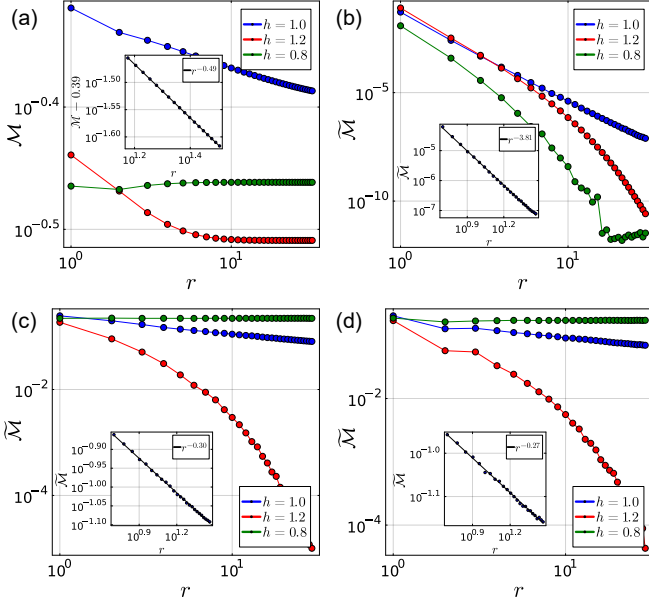 (a)
h = 1.0
h = 1.2
h = 0.8
10^{-0.4}
10^{-0.5}
ℳ
10^0
10^1
r
r^{-0.49}
10^{-1.50}
10^{-1.55}
10^{-1.60}
ℳ − 0.39
10^{1.2}
10^{1.4}
r
(b)
h = 1.0
h = 1.2
h = 0.8
10^{-5}
10^{-10}
ℳ̃
10^0
10^1
r
r^{-3.81}
10^{-5}
10^{-6}
10^{-7}
ℳ̃
10^{0.9}
10^{1.2}
r
(c)
10^{-2}
10^{-4}
ℳ̃
10^0
10^1
r
h = 1.0
h = 1.2
h = 0.8
r^{-0.30}
10^{-0.90}
10^{-0.95}
10^{-1.00}
10^{-1.05}
10^{-1.10}
ℳ̃
10^{0.9}
10^{1.2}
r
(d)
10^{-2}
10^{-4}
ℳ̃
10^0
10^1
r
h = 1.0
h = 1.2
h = 0.8
r^{-0.27}
10^{-1.0}
10^{-1.1}
ℳ̃
10^{0.9}
10^{1.2}
r